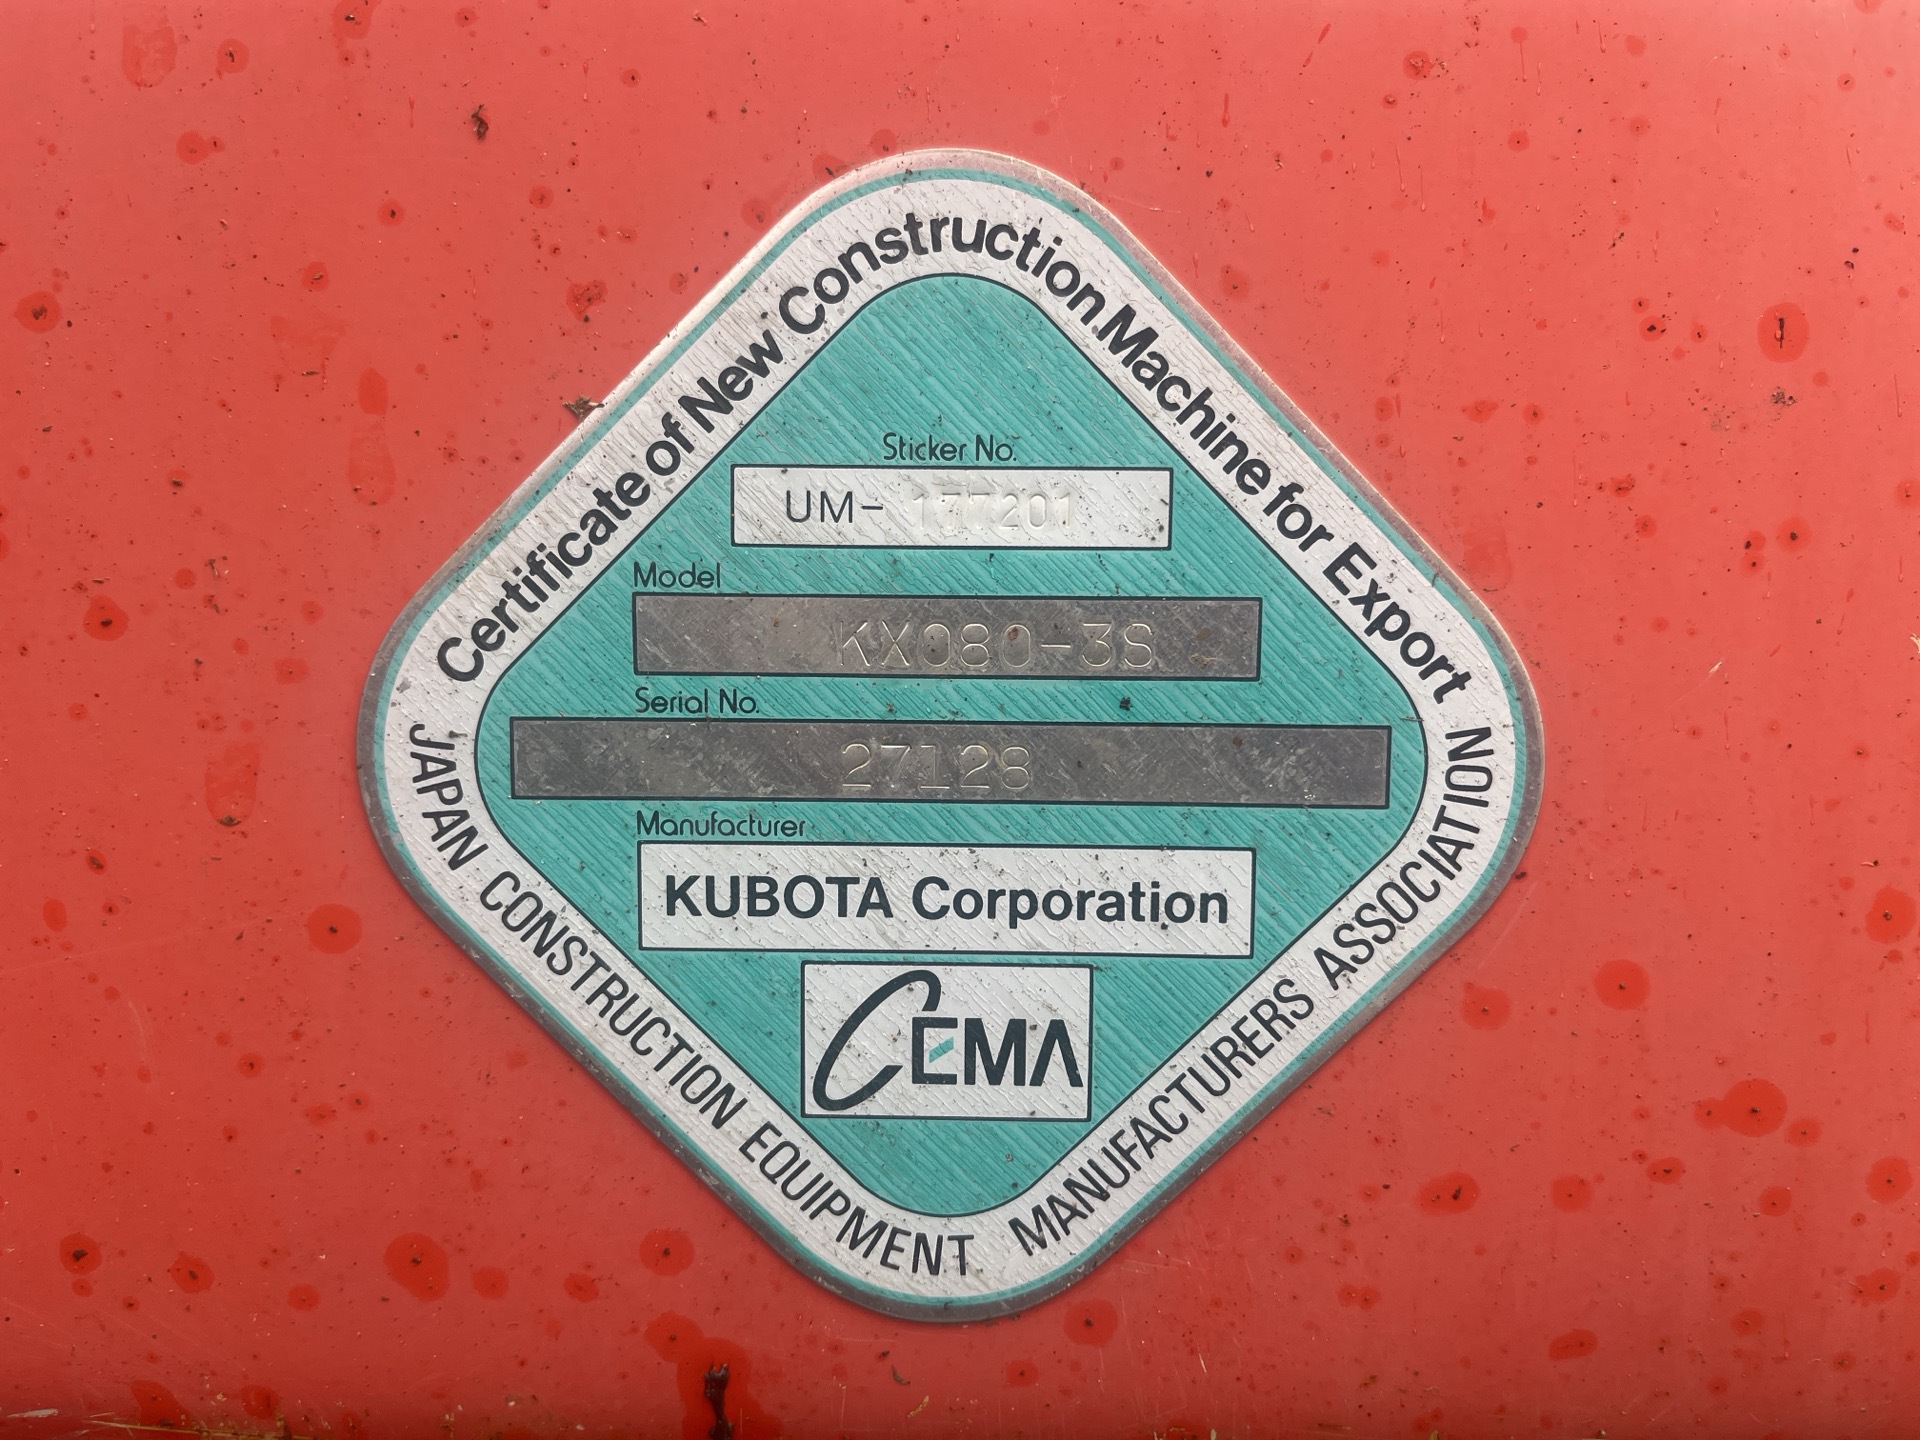 Certificate of New Construction Machine for Export
Sticker No.
UM- 177201
Model
KX080-3S
Serial No.
27128
Manufacturer
KUBOTA Corporation
CEMA
JAPAN CONSTRUCTION EQUIPMENT MANUFACTURERS ASSOCIATION